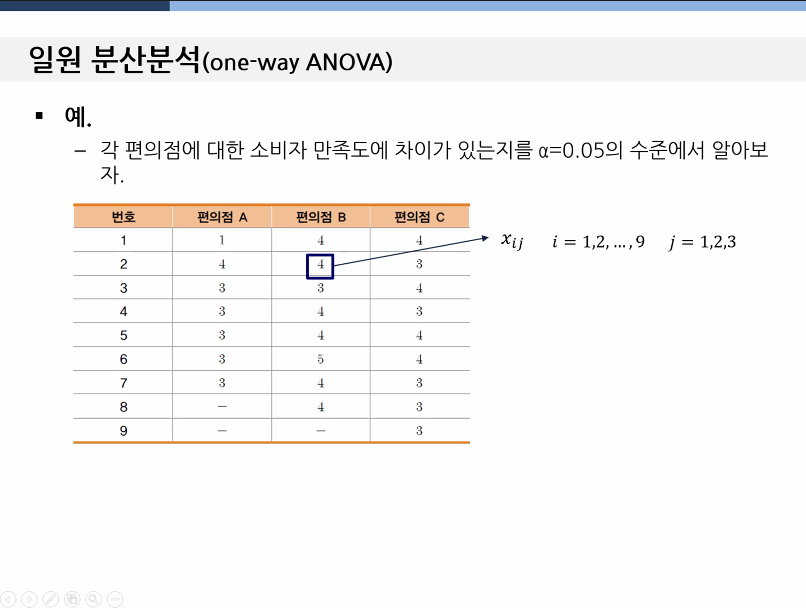 일원 분산분석(one-way ANOVA)
▪ 예.
– 각 편의점에 대한 소비자 만족도에 차이가 있는지를 α=0.05의 수준에서 알아보
자.
번호 편의점 A 편의점 B 편의점 C
1 1 4 4
2 4 4 3
3 3 3 4
4 3 4 3
5 3 4 4
6 3 5 4
7 3 4 3
8 – 4 3
9 – – 3
x_{ij} i = 1,2, … , 9 j = 1,2,3